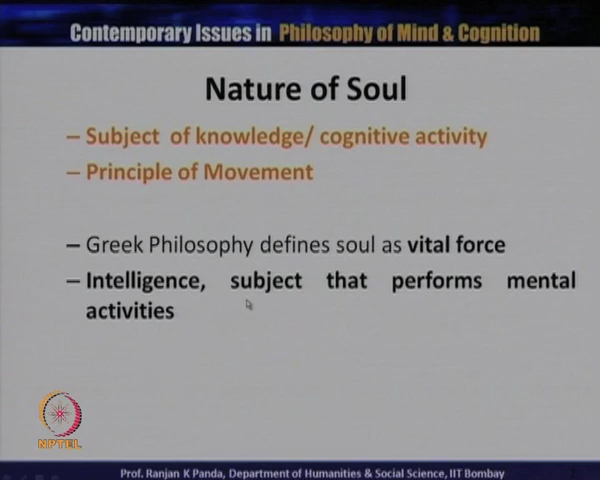 Contemporary Issues in Philosophy of Mind & Cognition
Nature of Soul
– Subject of knowledge/ cognitive activity
– Principle of Movement
– Greek Philosophy defines soul as vital force
– Intelligence, subject that performs mental
activities
NPTEL
Prof. Ranjan K Panda, Department of Humanities & Social Science, IIT Bombay